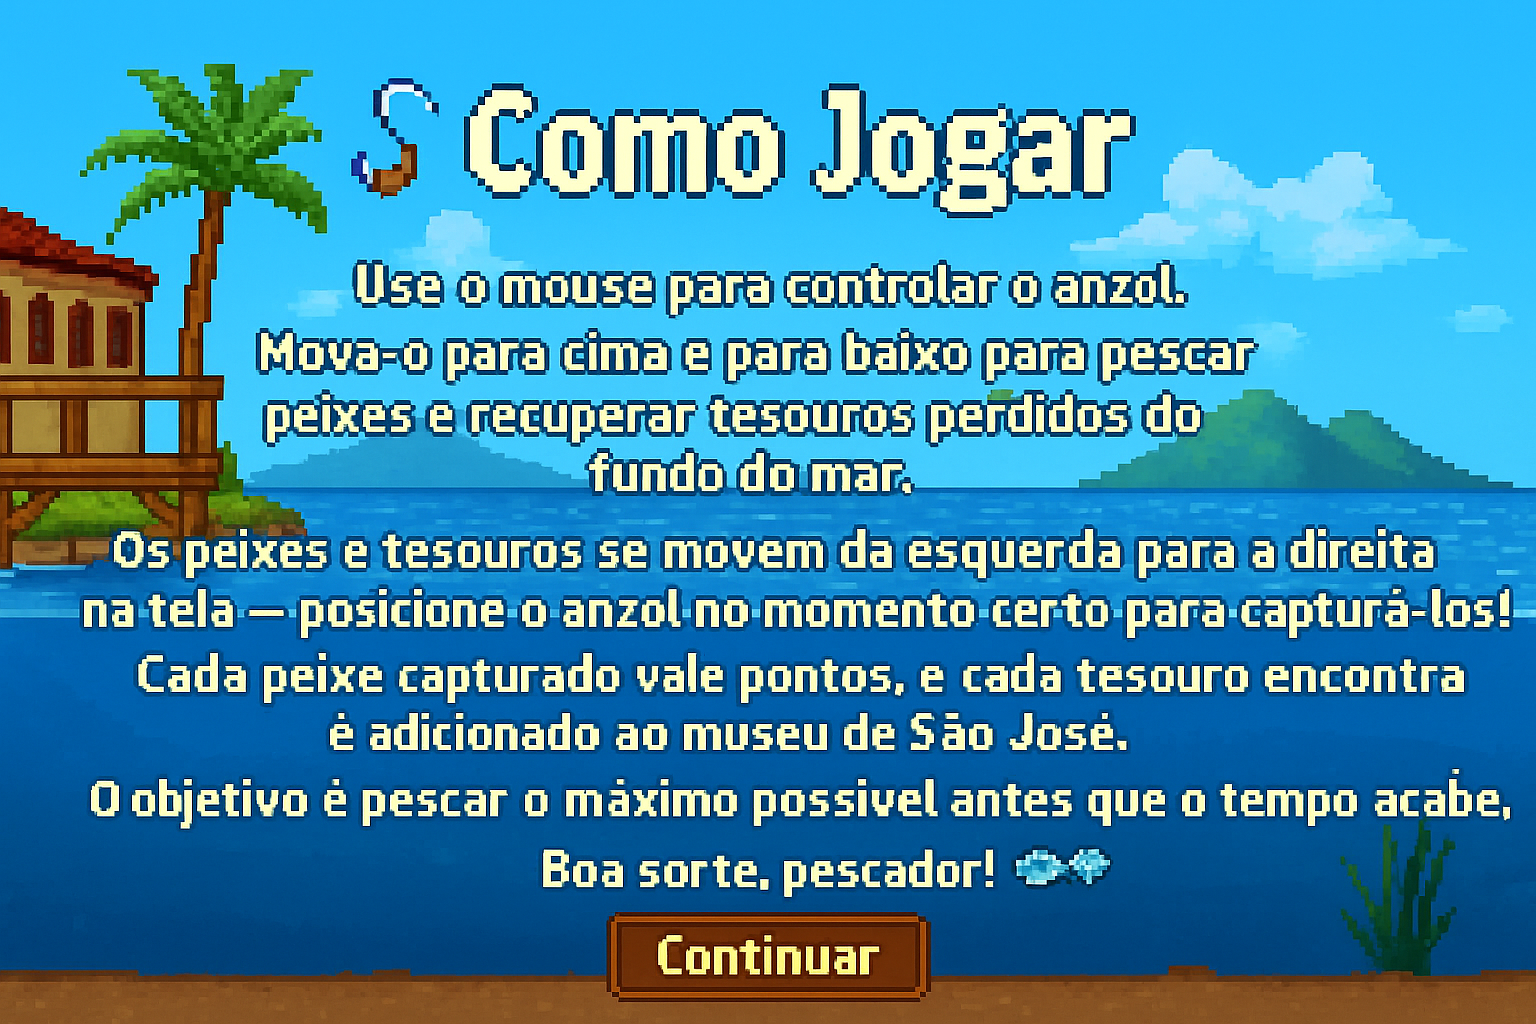 Como Jogar
Use o mouse para controlar o anzol.
Mova-o para cima e para baixo para pescar
peixes e recuperar tesouros perdidos do
fundo do mar.
Os peixes e tesouros se movem da esquerda para a direita
na tela — posicione o anzol no momento certo para capturá-los!
Cada peixe capturado vale pontos, e cada tesouro encontra
é adicionado ao museu de São José.
O objetivo é pescar o máximo possivel antes que o tempo acabe,
Boa sorte, pescador!
Continuar